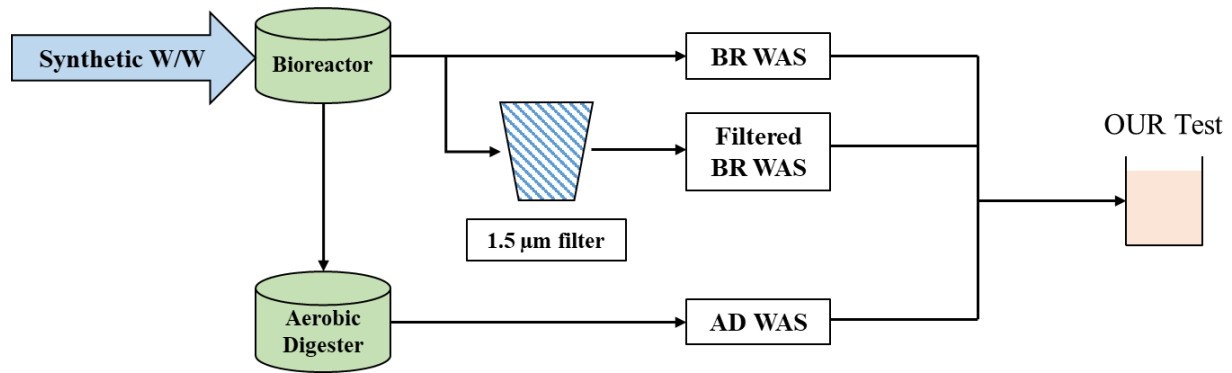 Synthetic W/W
Bioreactor
BR WAS
Filtered
BR WAS
OUR Test
1.5 µm filter
Aerobic
Digester
AD WAS